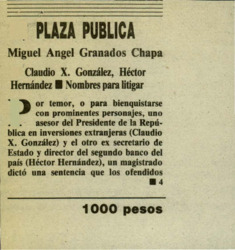 PLAZA PUBLICA
Miguel Angel Granados Chapa
Claudio X. González, Héctor
Hernández ■ Nombres para litigar
Por temor, o para bienquistarse
con prominentes personajes, uno
asesor del Presidente de la Repú-
blica en inversiones extranjeras (Claudio
X. González) y el otro ex secretario de
Estado y director del segundo banco del
país (Héctor Hernández), un magistrado
dictó una sentencia que los ofendidos
■ 4
1000 pesos